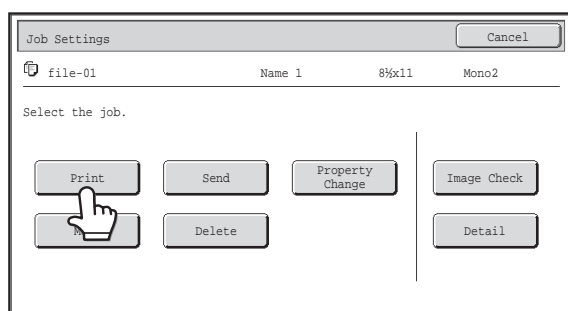 Job Settings Cancel
file-01 Name 1 8½x11 Mono2
Select the job.
Print Send Property Change Image Check
Delete Detail